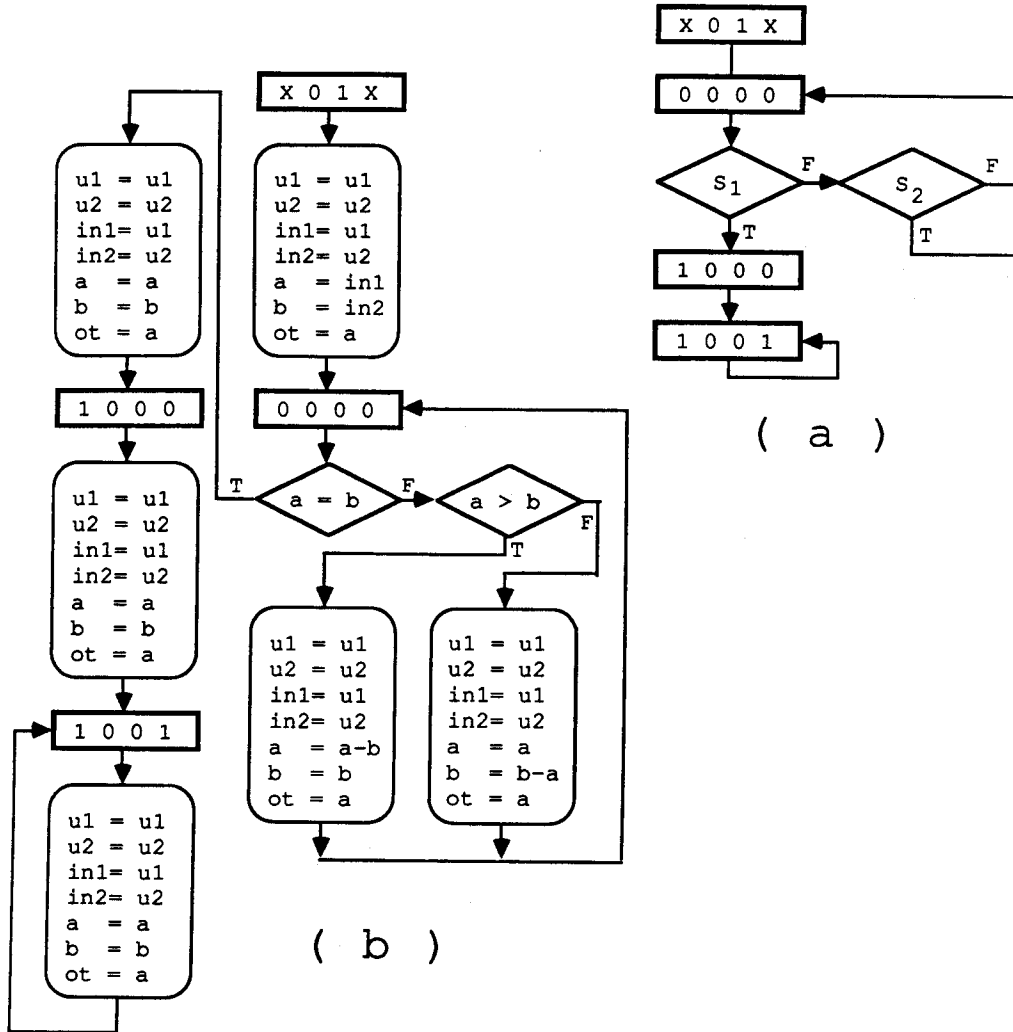 X 0 1 X
u1 = u1
u2 = u2
in1= u1
in2= u2
a = a
b = b
ot = a
u1 = u1
u2 = u2
in1= u1
in2= u2
a = in1
b = in2
ot = a
1 0 0 0
0 0 0 0
T
a = b
F
a > b
F
T
u1 = u1
u2 = u2
in1= u1
in2= u2
a = a
b = b
ot = a
u1 = u1
u2 = u2
in1= u1
in2= u2
a = a-b
b = b
ot = a
u1 = u1
u2 = u2
in1= u1
in2= u2
a = a
b = b-a
ot = a
1 0 0 1
u1 = u1
u2 = u2
in1= u1
in2= u2
a = a
b = b
ot = a
( b )
X 0 1 X
0 0 0 0
S1
F
S2
F
T
T
1 0 0 0
1 0 0 1
( a )